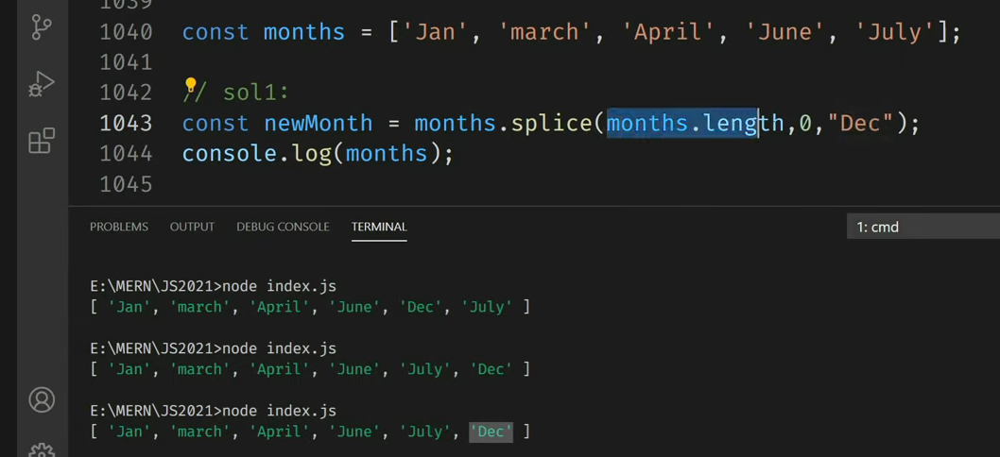 1039
1040 const months = ['Jan', 'march', 'April', 'June', 'July'];
1041
1042 // sol1:
1043 const newMonth = months.splice(months.length,0,"Dec");
1044 console.log(months);
1045
PROBLEMS OUTPUT DEBUG CONSOLE TERMINAL 1: cmd
E:\MERN\JS2021>node index.js
[ 'Jan', 'march', 'April', 'June', 'Dec', 'July' ]
E:\MERN\JS2021>node index.js
[ 'Jan', 'march', 'April', 'June', 'July', 'Dec' ]
E:\MERN\JS2021>node index.js
[ 'Jan', 'march', 'April', 'June', 'July', 'Dec' ]